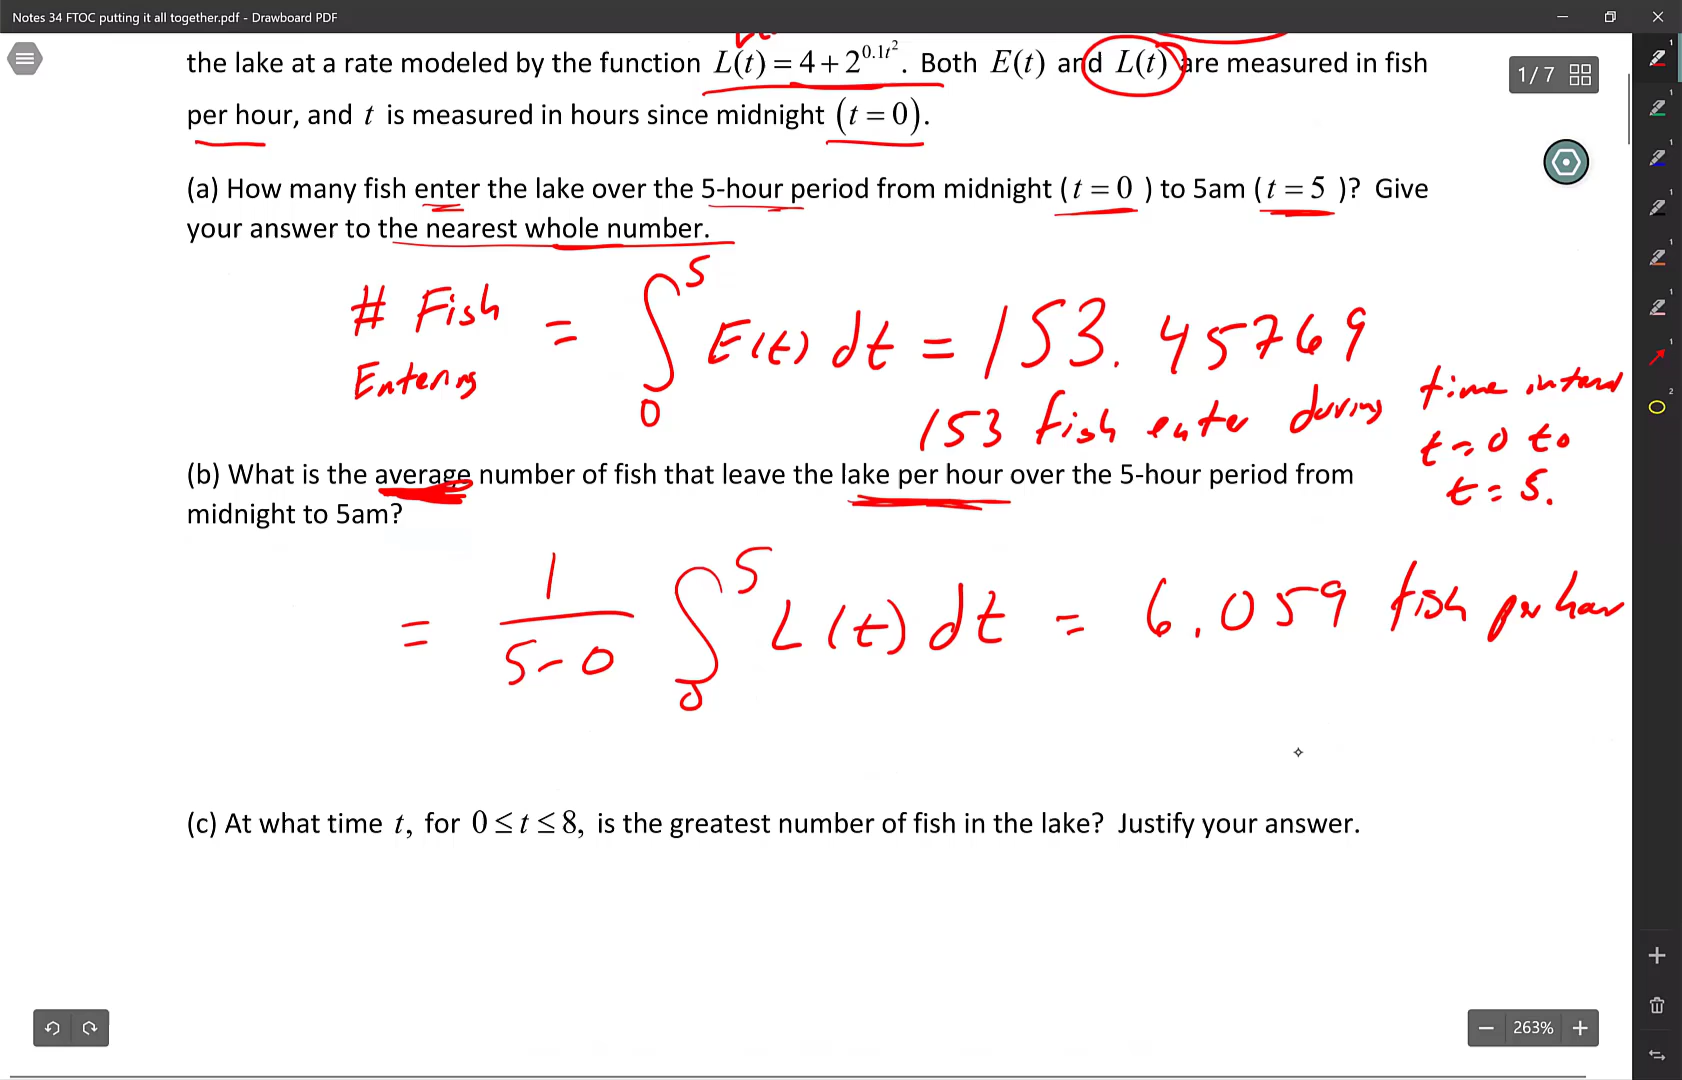 Notes 34 FTOC putting it all together.pdf - Drawboard PDF
the lake at a rate modeled by the function L(t) = 4 + 2^{0.1t^2}. Both E(t) and L(t) are measured in fish
1 / 7
per hour, and t is measured in hours since midnight (t = 0).
(a) How many fish enter the lake over the 5-hour period from midnight (t = 0) to 5am (t = 5)? Give
your answer to the nearest whole number.
# Fish Entering = ∫_0^5 E(t) dt = 153.45769
153 fish enter during time interval
t = 0 to
t = 5.
(b) What is the average number of fish that leave the lake per hour over the 5-hour period from
midnight to 5am?
= 1/(5-0) ∫_0^5 L(t) dt = 6.059 fish per hour
(c) At what time t, for 0 ≤ t ≤ 8, is the greatest number of fish in the lake? Justify your answer.
263%